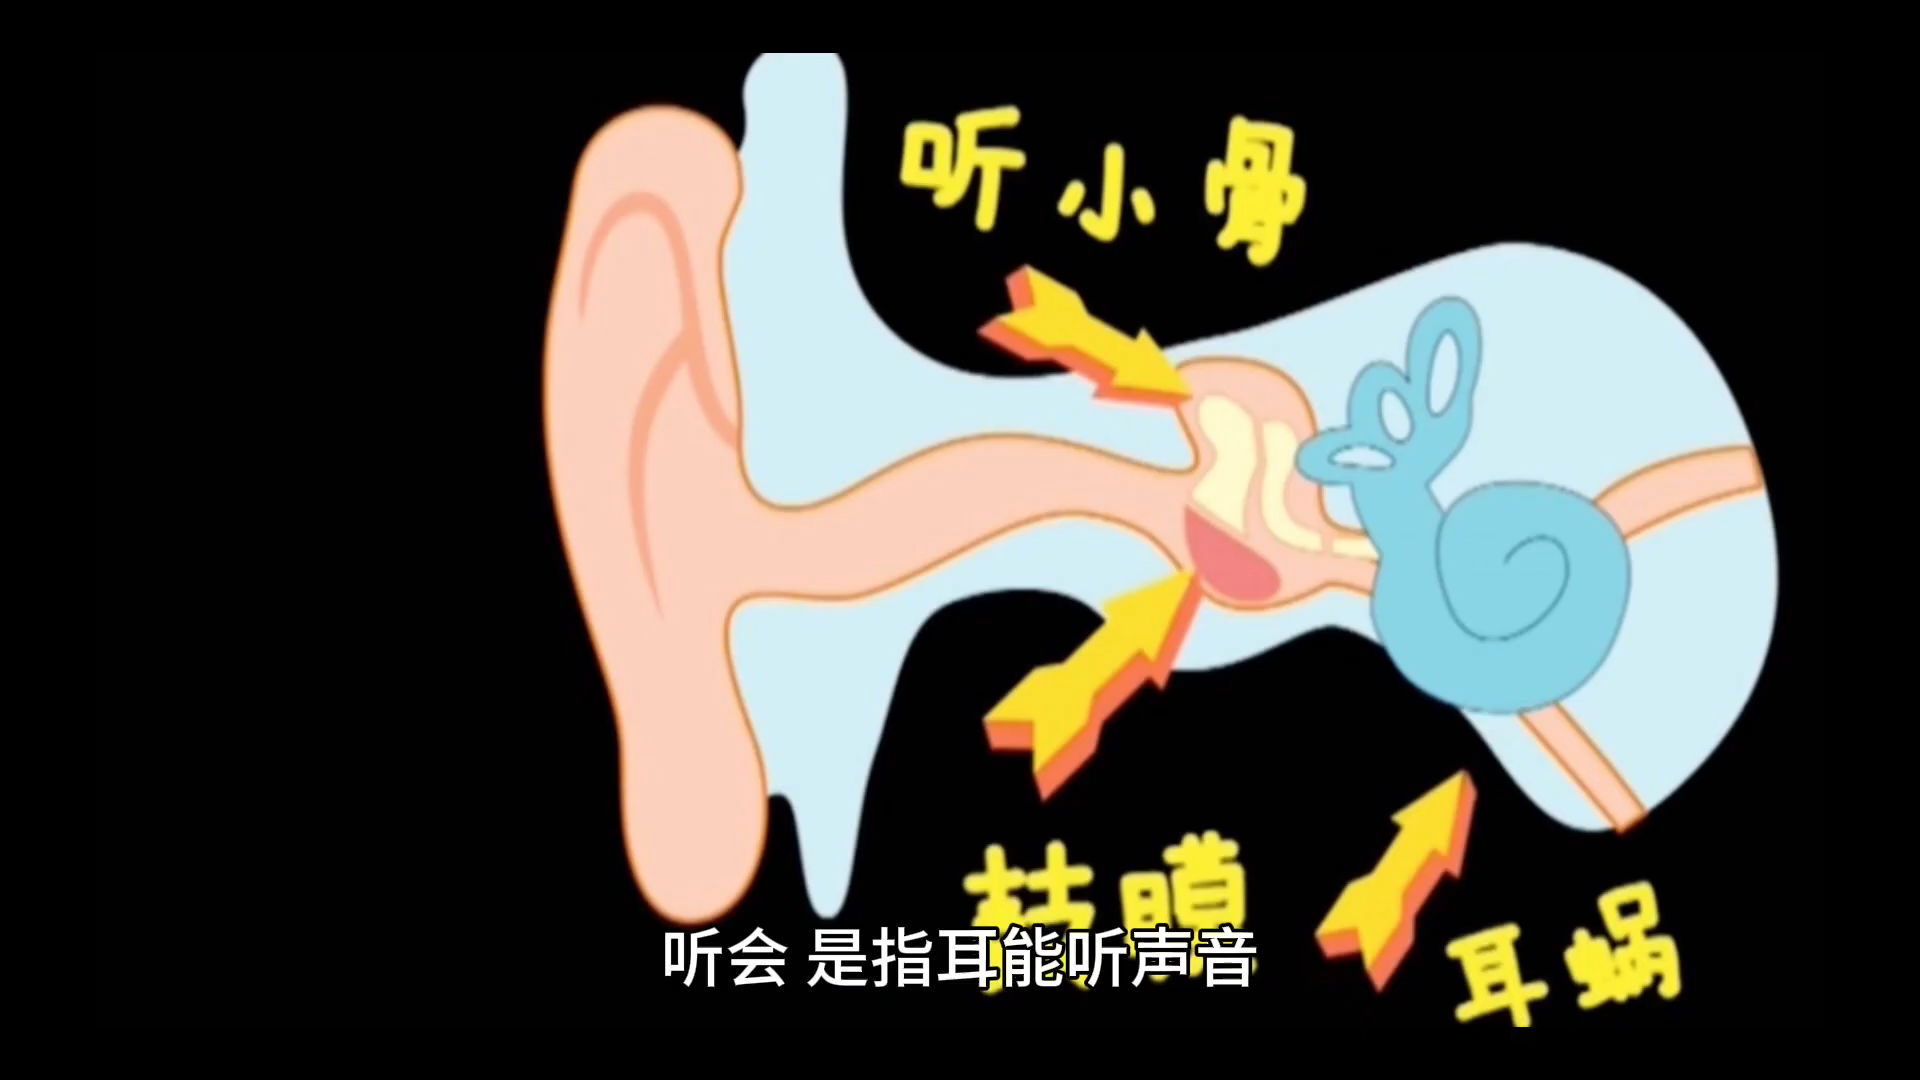 听小骨
鼓膜
耳蜗
听会 是指耳能听声音